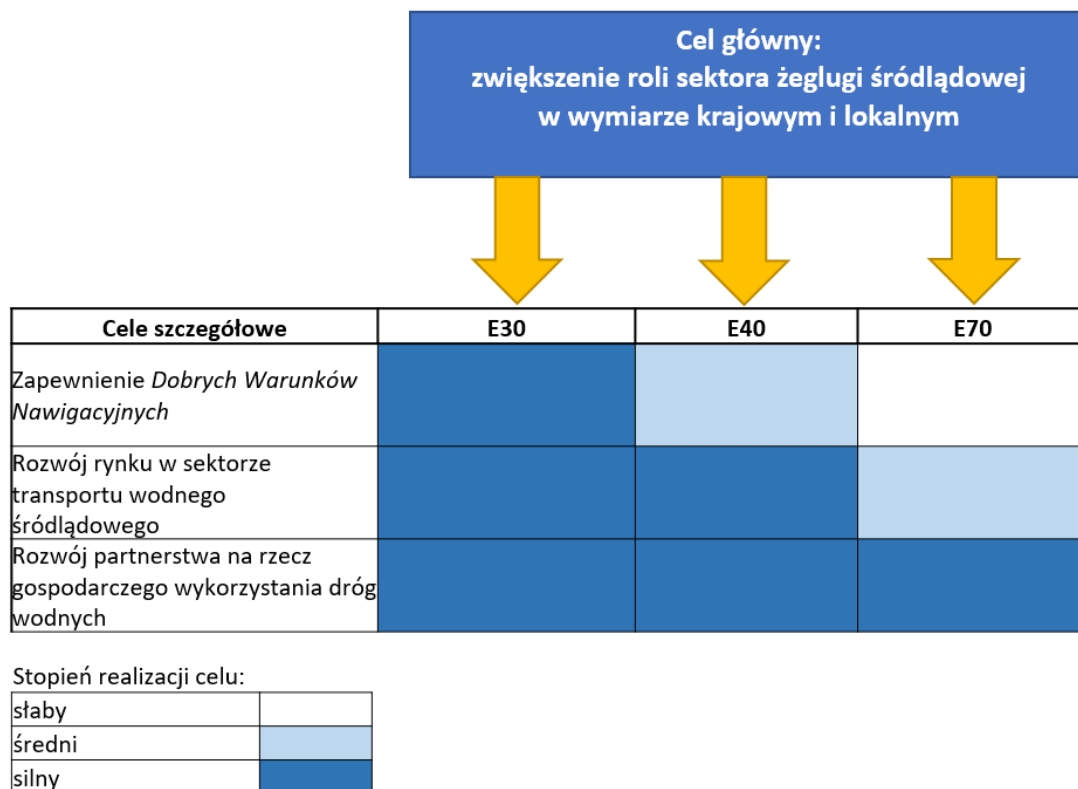 Cel główny:
zwiększenie roli sektora żeglugi śródlądowej
w wymiarze krajowym i lokalnym
Cele szczegółowe E30 E40 E70
Zapewnienie Dobrych Warunków
Nawigacyjnych
Rozwój rynku w sektorze
transportu wodnego
śródlądowego
Rozwój partnerstwa na rzecz
gospodarczego wykorzystania dróg
wodnych
Stopień realizacji celu:
słaby
średni
silny